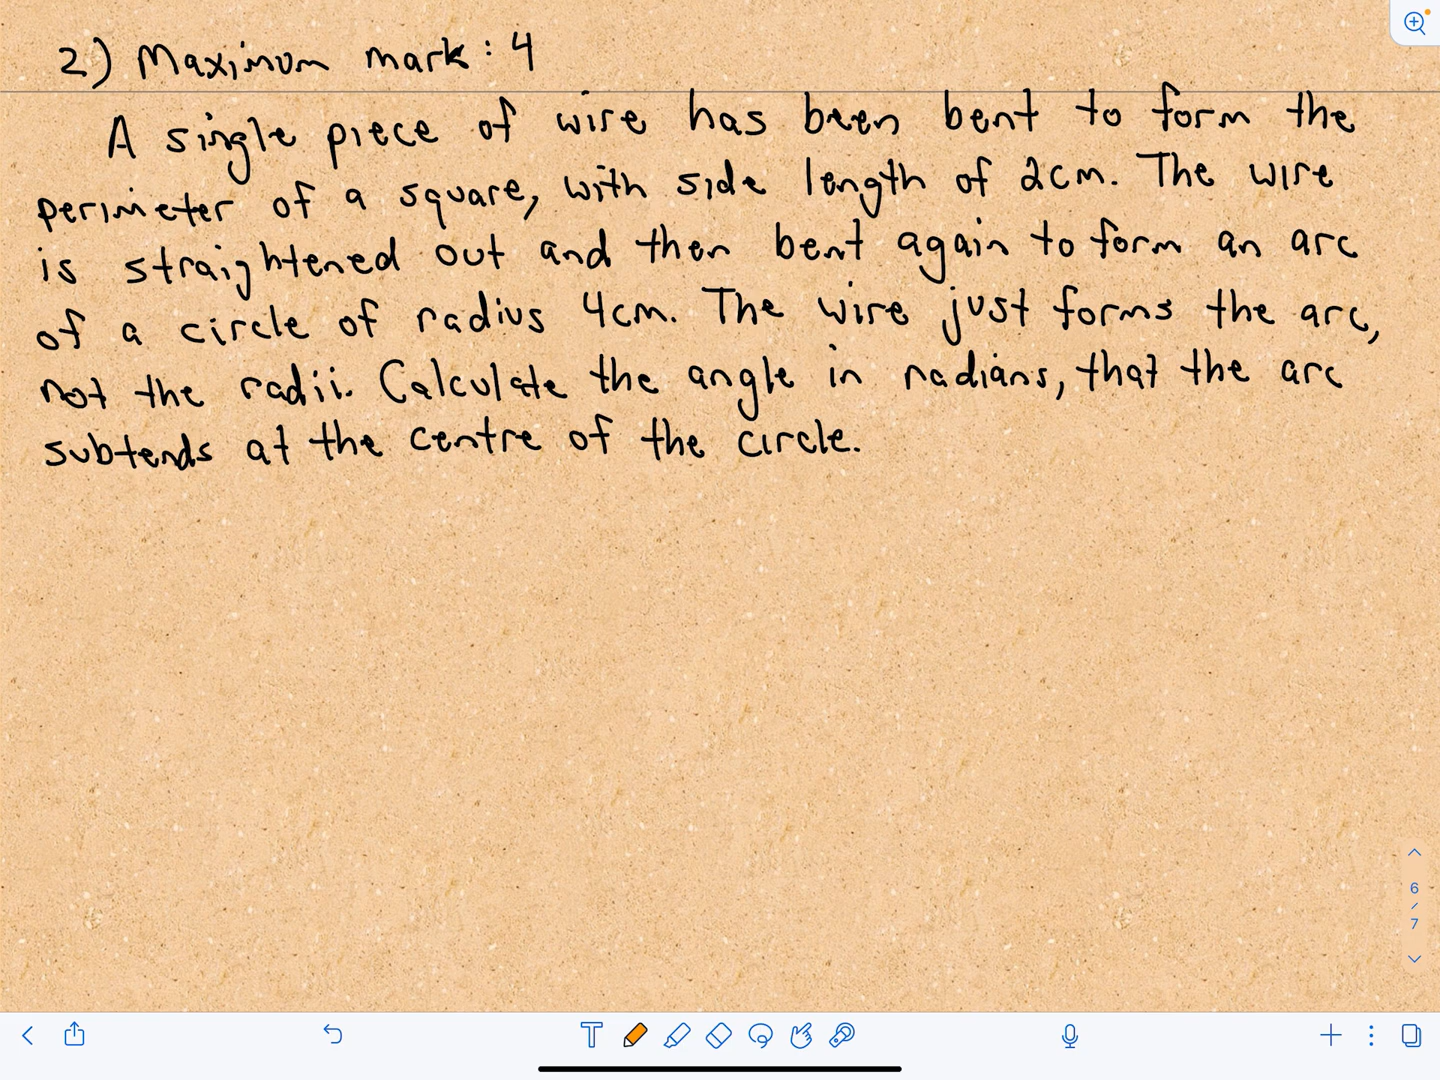 2) Maximum mark: 4
A single piece of wire has been bent to form the
perimeter of a square, with side length of 2cm. The wire
is straightened out and then bent again to form an arc
of a circle of radius 4cm. The wire just forms the arc,
not the radii. Calculate the angle in radians, that the arc
subtends at the centre of the circle.
6
/
7
T